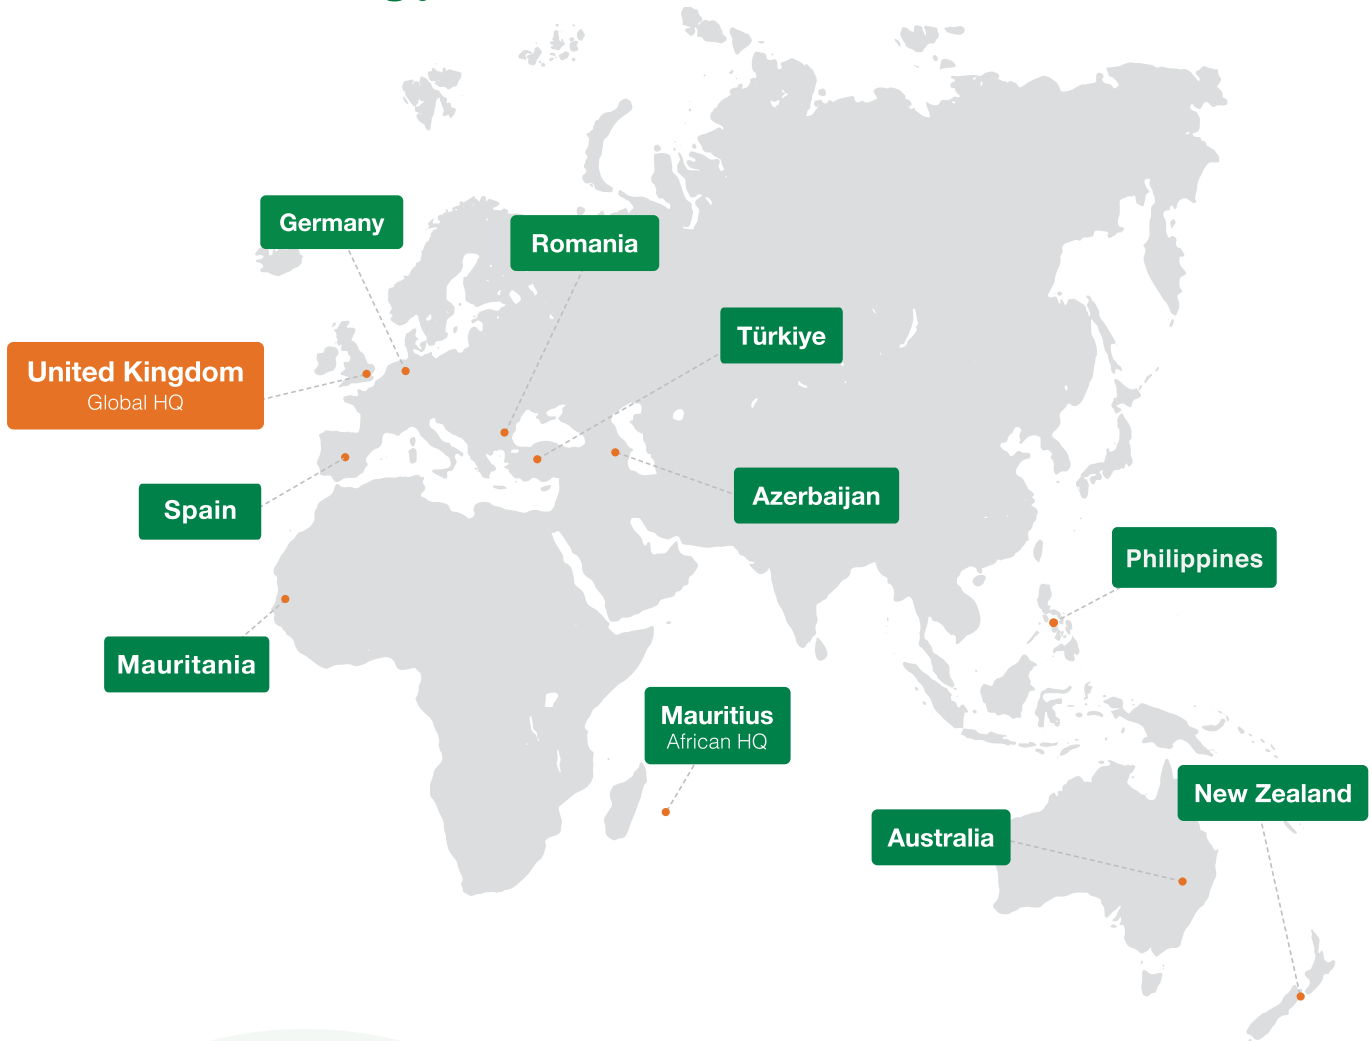 Germany
Romania
Türkiye
United Kingdom
Global HQ
Azerbaijan
Spain
Philippines
Mauritania
Mauritius
African HQ
New Zealand
Australia